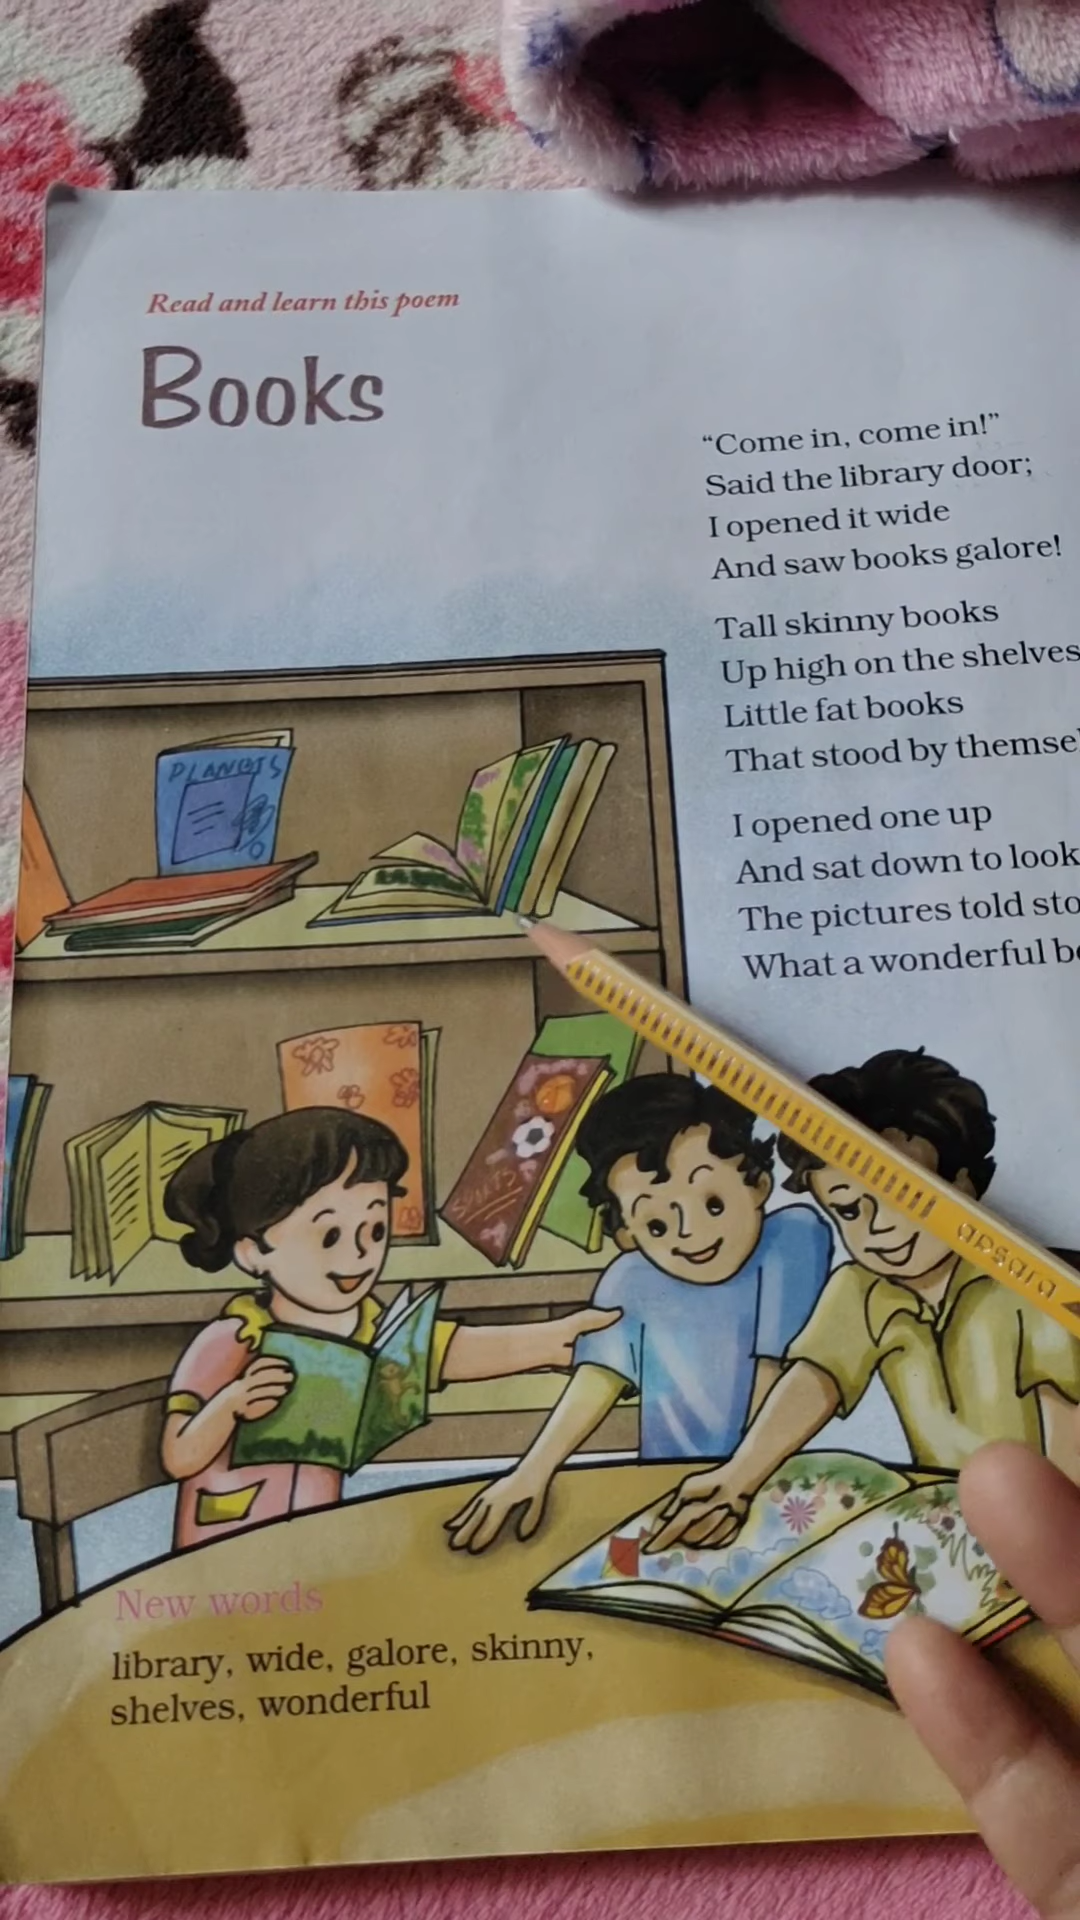 Read and learn this poem
Books
“Come in, come in!”
Said the library door;
I opened it wide
And saw books galore!
Tall skinny books
Up high on the shelves
Little fat books
That stood by
I opened one up
And sat down to look
The pictures told
What a wonderful
PLANETS
SPORTS
New words
library, wide, galore, skinny,
shelves, wonderful
apsara